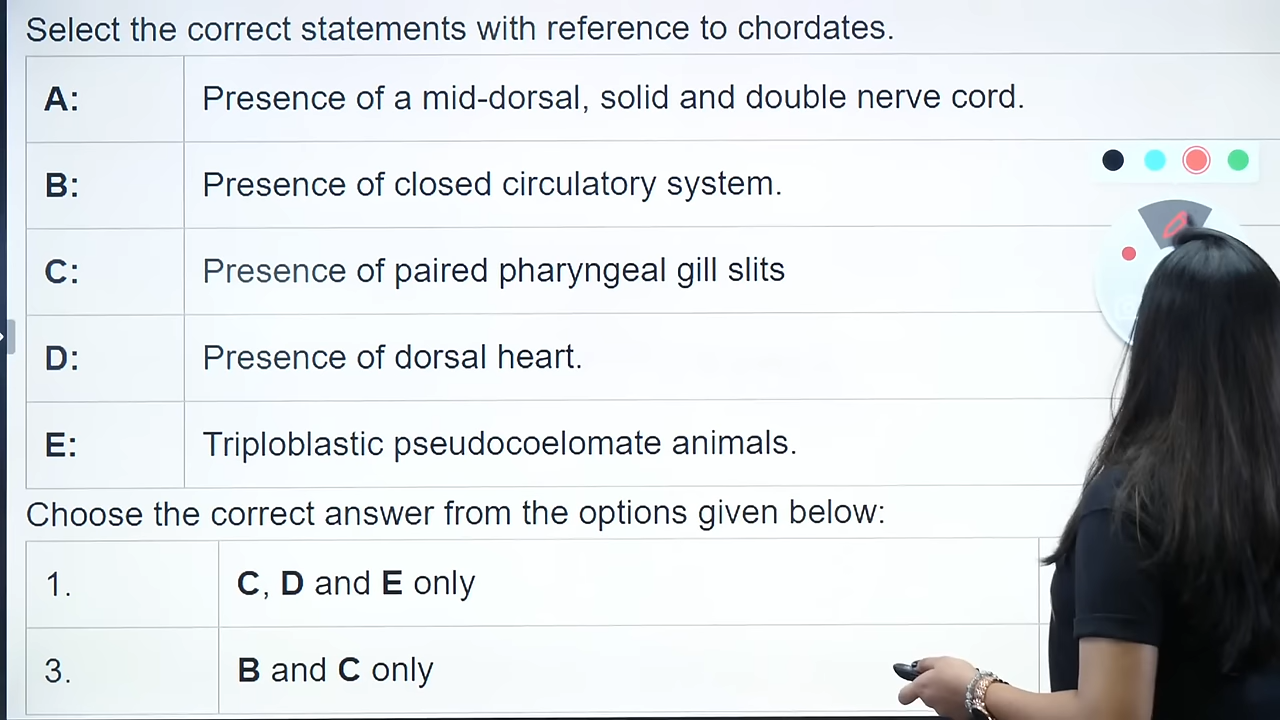 Select the correct statements with reference to chordates.
A: Presence of a mid-dorsal, solid and double nerve cord.
B: Presence of closed circulatory system.
C: Presence of paired pharyngeal gill slits
D: Presence of dorsal heart.
E: Triploblastic pseudocoelomate animals.
Choose the correct answer from the options given below:
1. C, D and E only
3. B and C only